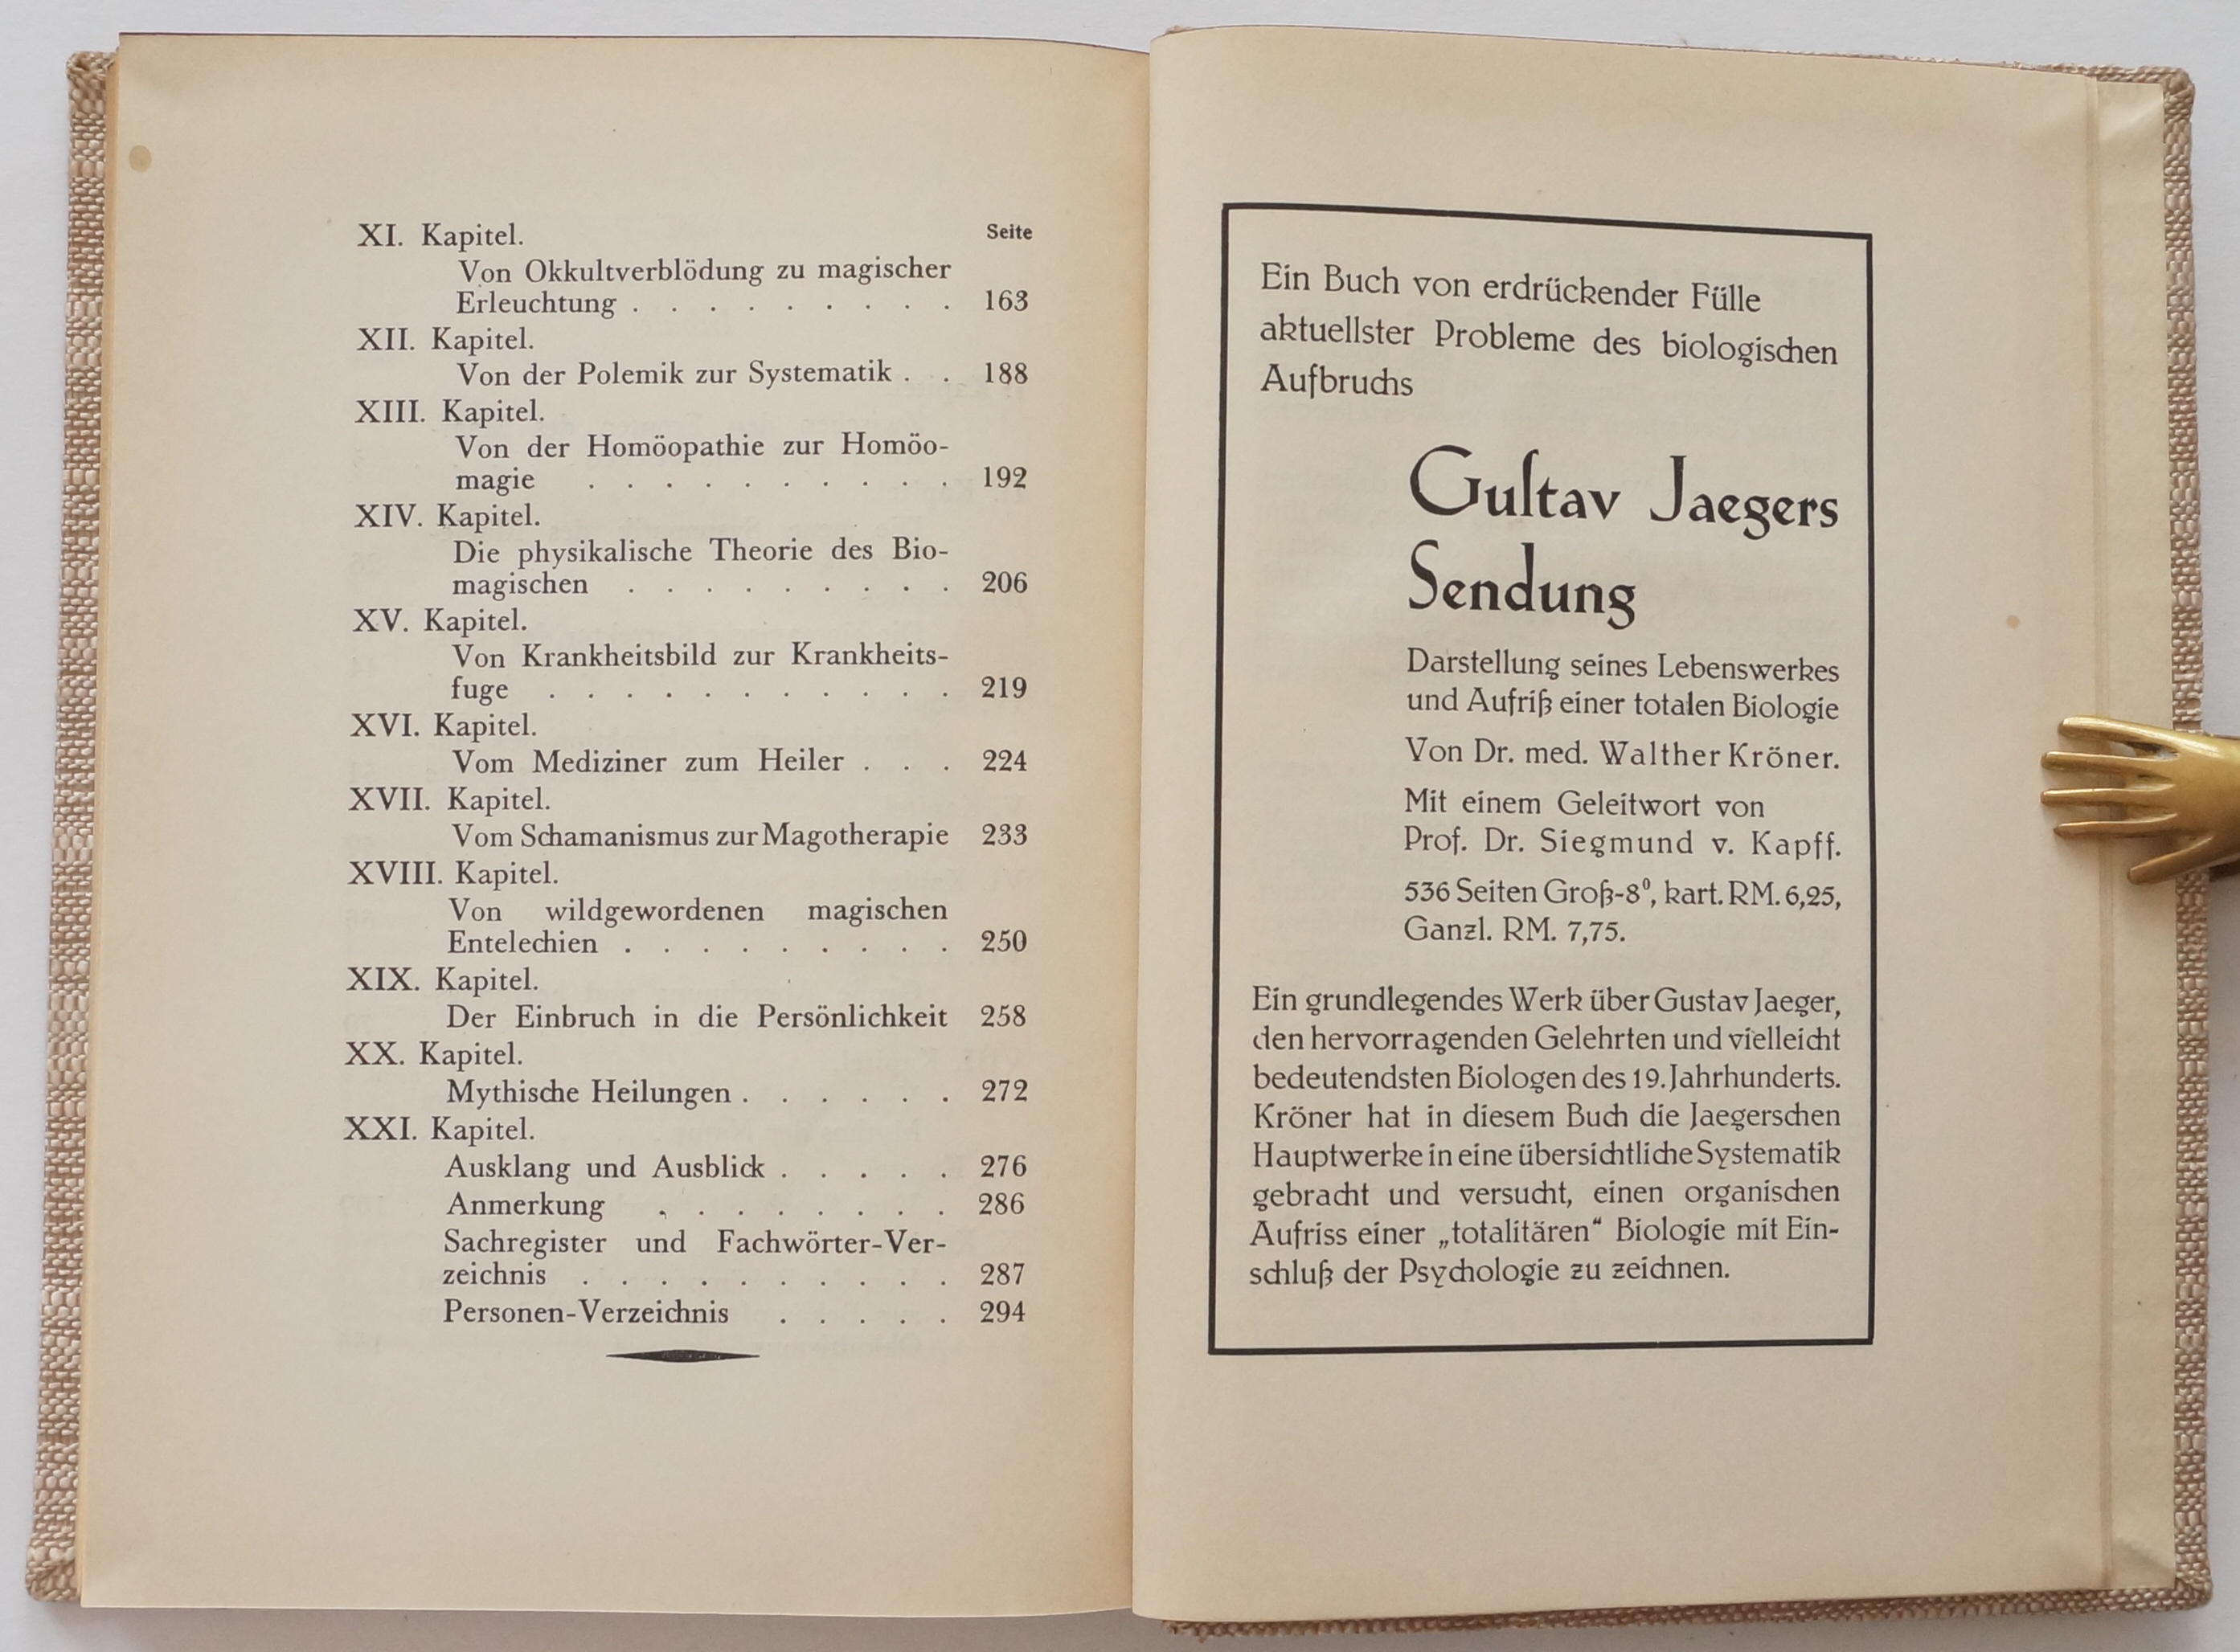 XI. Kapitel. Seite
Von Okkultverblödung zu magischer
Erleuchtung . . . . . . . . . 163
XII. Kapitel.
Von der Polemik zur Systematik . . 188
XIII. Kapitel.
Von der Homöopathie zur Homöo-
magie . . . . . . . . . . 192
XIV. Kapitel.
Die physikalische Theorie des Bio-
magischen . . . . . . . . . 206
XV. Kapitel.
Von Krankheitsbild zur Krankheits-
fuge . . . . . . . . . . . 219
XVI. Kapitel.
Vom Mediziner zum Heiler . . . 224
XVII. Kapitel.
Vom Schamanismus zur Magotherapie 233
XVIII. Kapitel.
Von wildgewordenen magischen
Entelechien . . . . . . . . . 250
XIX. Kapitel.
Der Einbruch in die Persönlichkeit 258
XX. Kapitel.
Mythische Heilungen . . . . . . 272
XXI. Kapitel.
Ausklang und Ausblick . . . . . 276
Anmerkung . . . . . . . . 286
Sachregister und Fachwörter-Ver-
zeichnis . . . . . . . . . . 287
Personen-Verzeichnis . . . . . 294
Ein Buch von erdrückender Fülle
aktuellster Probleme des biologischen
Aufbruchs
Guſtav Jaegers
Sendung
Darstellung seines Lebenswerkes
und Aufriß einer totalen Biologie
Von Dr. med. Walther Kröner.
Mit einem Geleitwort von
Prof. Dr. Siegmund v. Kapff.
536 Seiten Groß-8⁰, kart. RM. 6,25,
Ganzl. RM. 7,75.
Ein grundlegendes Werk über Gustav Jaeger,
den hervorragenden Gelehrten und vielleicht
bedeutendsten Biologen des 19. Jahrhunderts.
Kröner hat in diesem Buch die Jaegerschen
Hauptwerke in eine übersichtliche Systematik
gebracht und versucht, einen organischen
Aufriss einer „totalitären“ Biologie mit Ein-
schluß der Psychologie zu zeichnen.